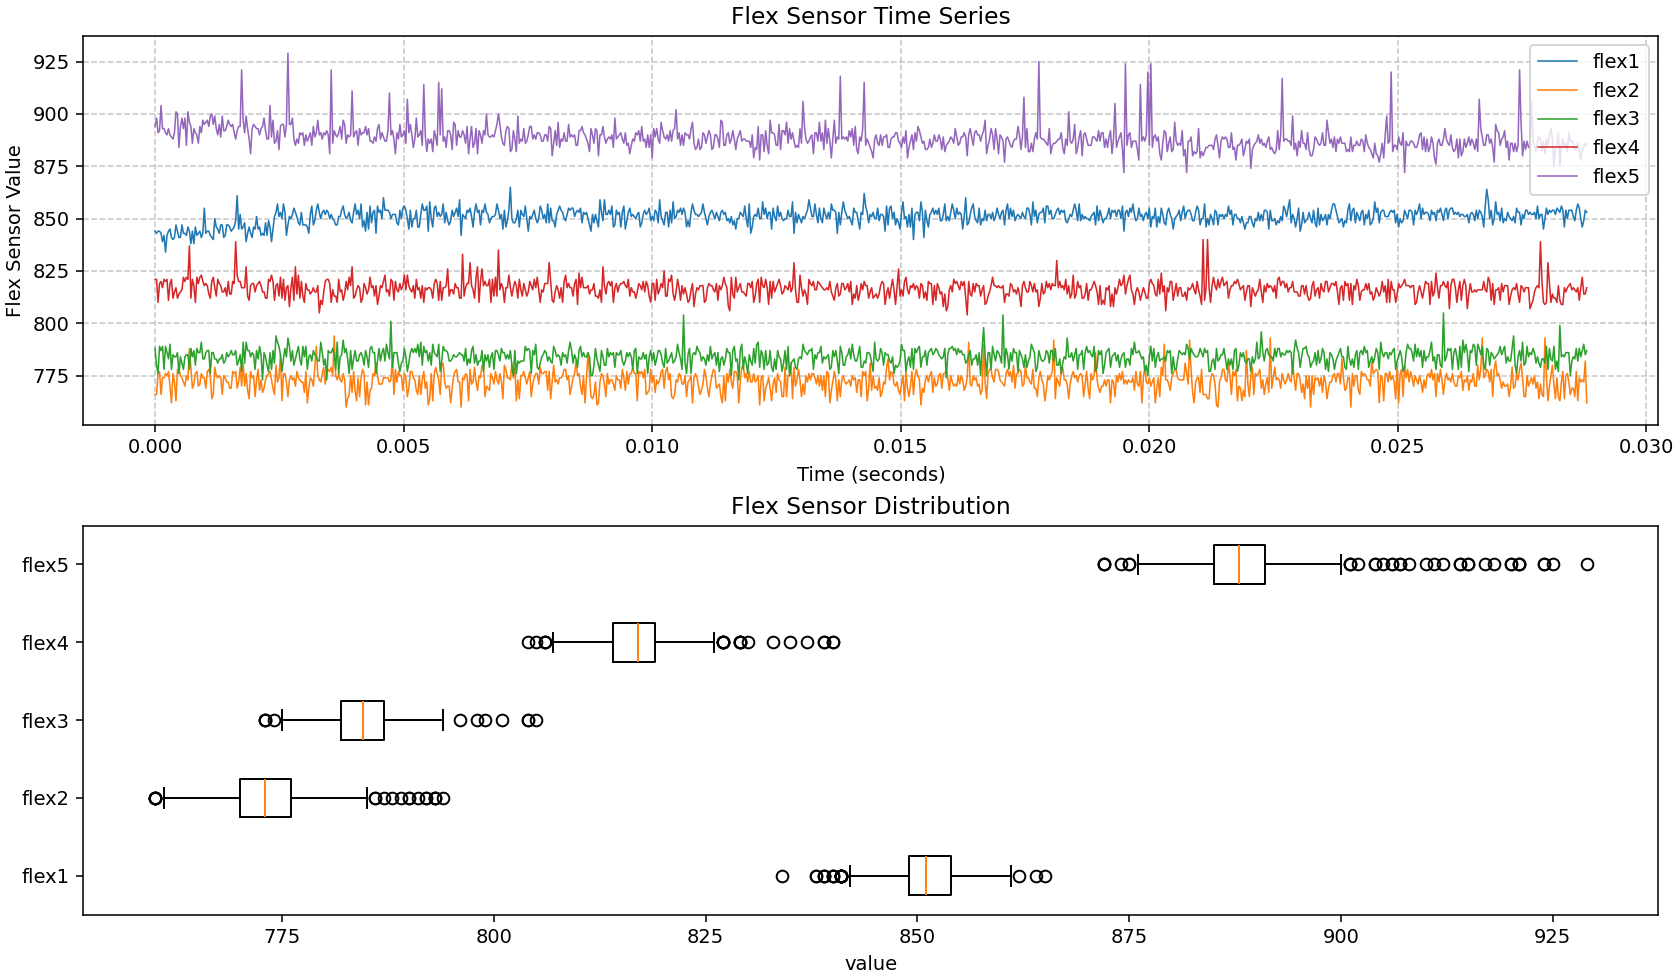 Flex Sensor Time Series
Flex Sensor Value
925
900
875
850
825
800
775
flex1
flex2
flex3
flex4
flex5
0.000 0.005 0.010 0.015 0.020 0.025 0.030
Time (seconds)
Flex Sensor Distribution
flex5
flex4
flex3
flex2
flex1
775 800 825 850 875 900 925
value